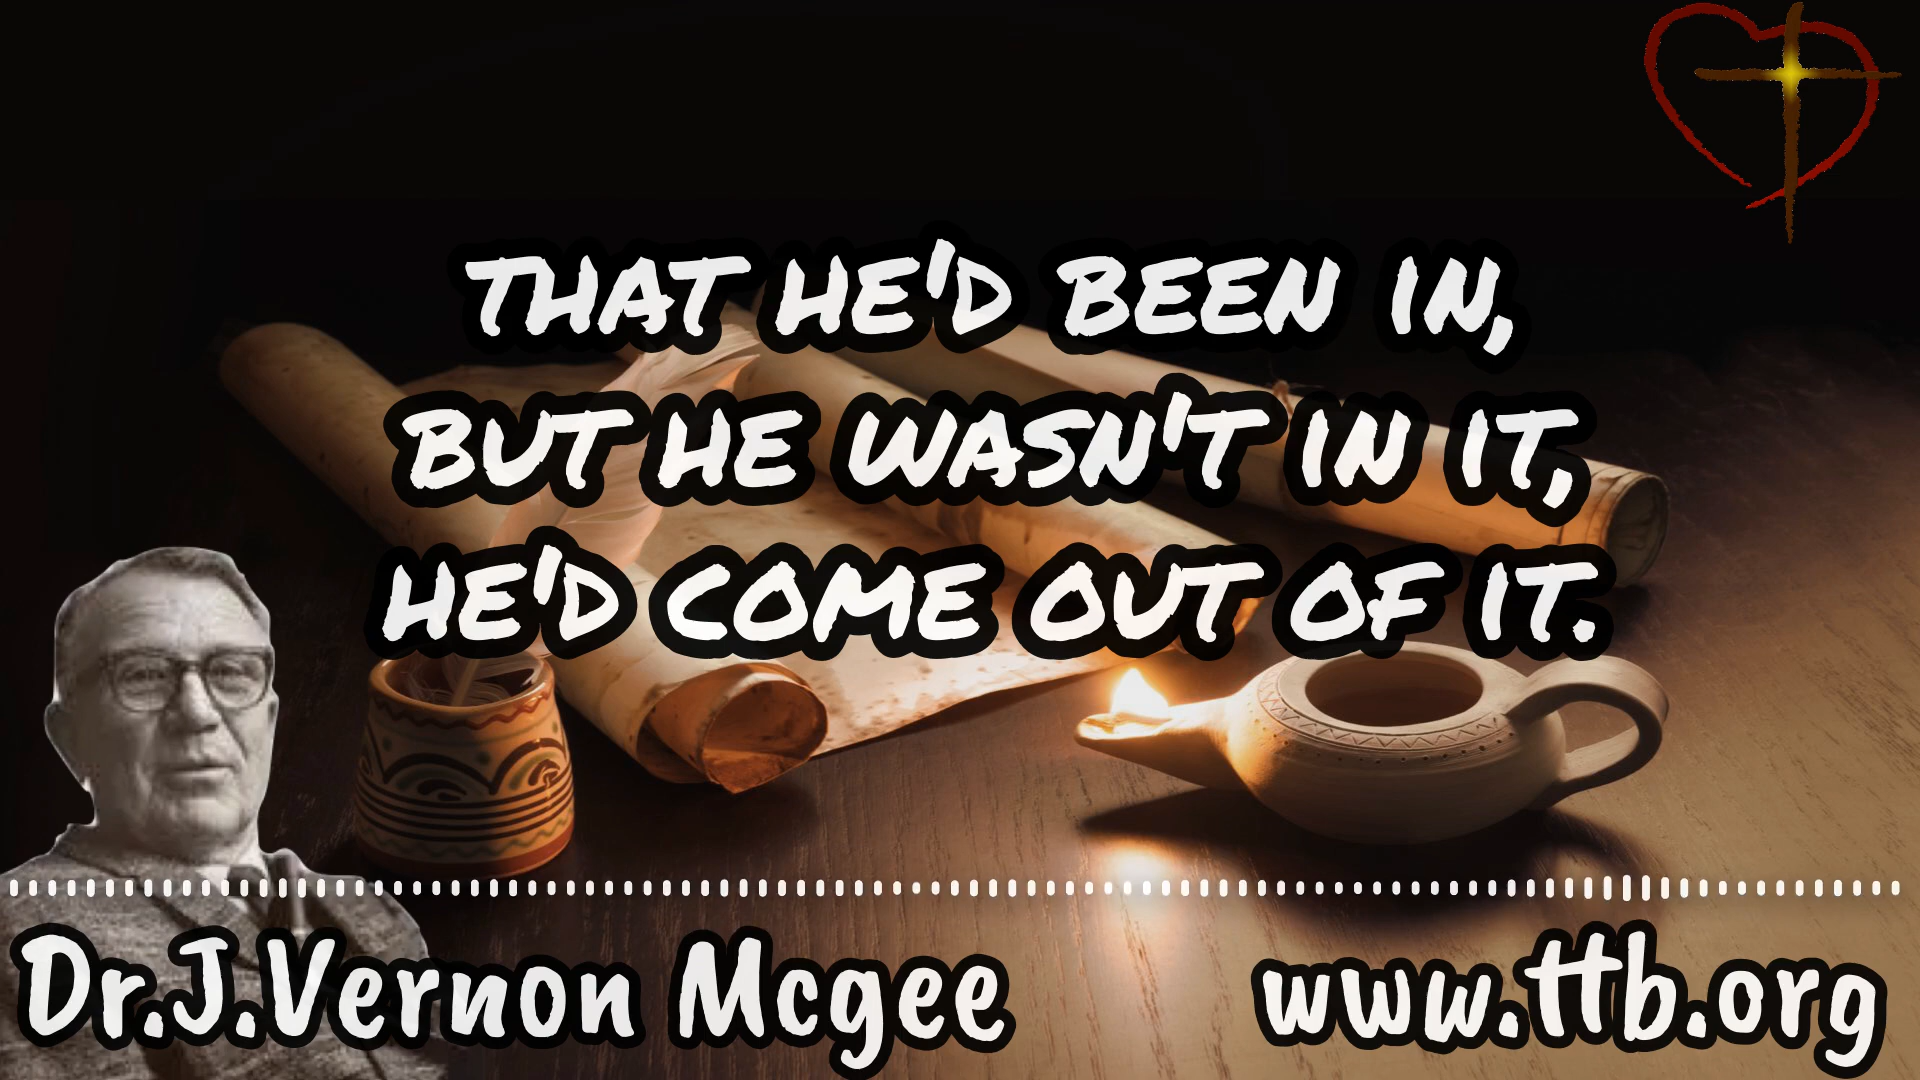 THAT HE'D BEEN IN,
BUT HE WASN'T IN IT,
HE'D COME OUT OF IT.
Dr.J.Vernon Mcgee
www.ttb.org